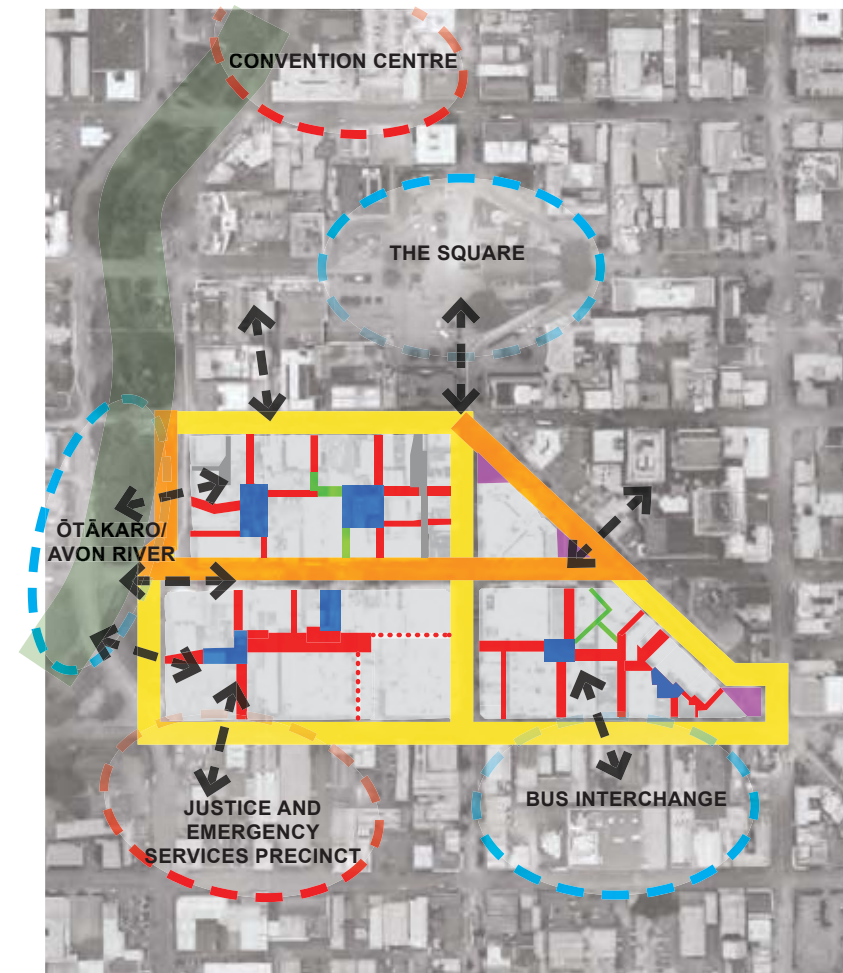 CONVENTION CENTRE
THE SQUARE
ŌTĀKARO/
AVON RIVER
BUS INTERCHANGE
JUSTICE AND
EMERGENCY
SERVICES PRECINCT